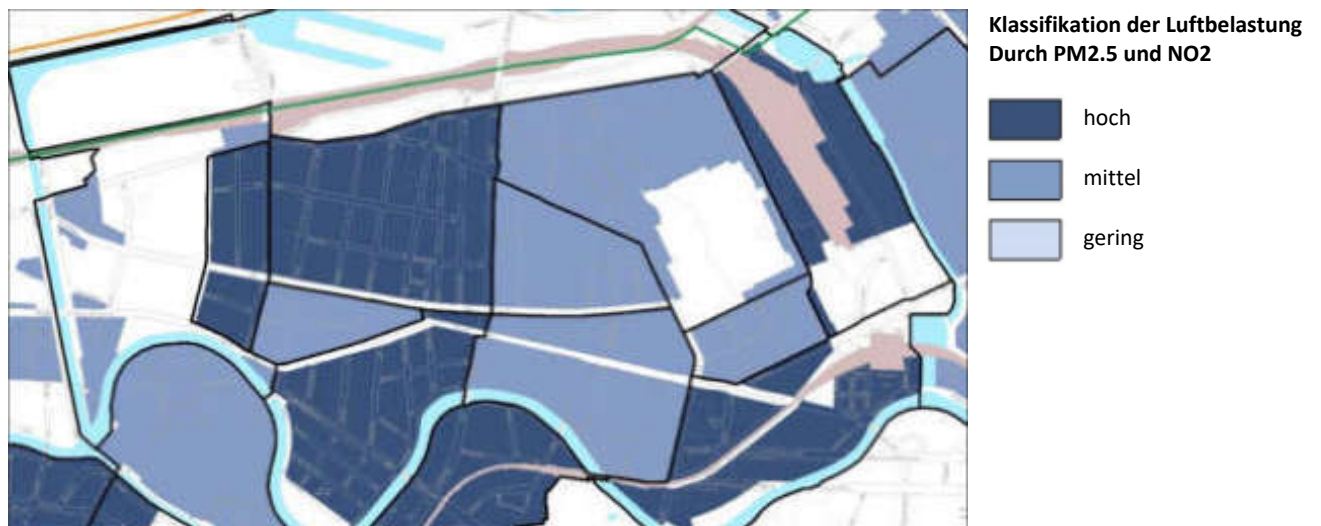 Klassifikation der Luftbelastung
Durch PM2.5 und NO2
hoch
mittel
gering